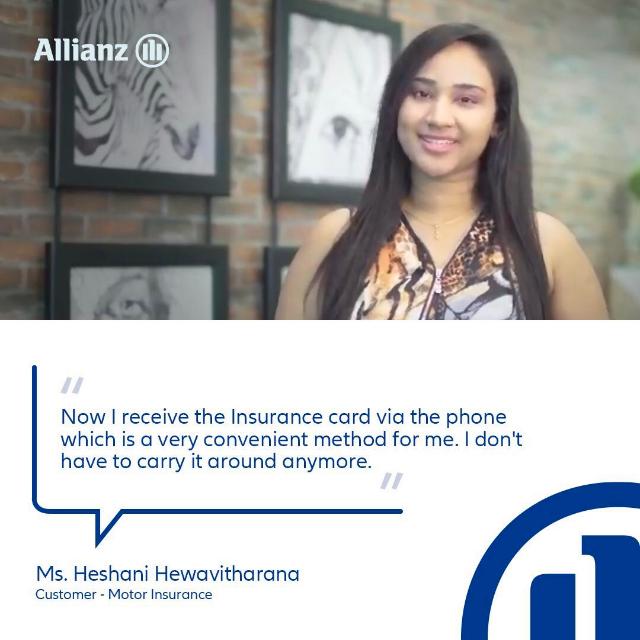 Allianz
"
Now I receive the Insurance card via the phone
which is a very convenient method for me. I don't
have to carry it around anymore.
"
Ms. Heshani Hewavitharana
Customer - Motor Insurance